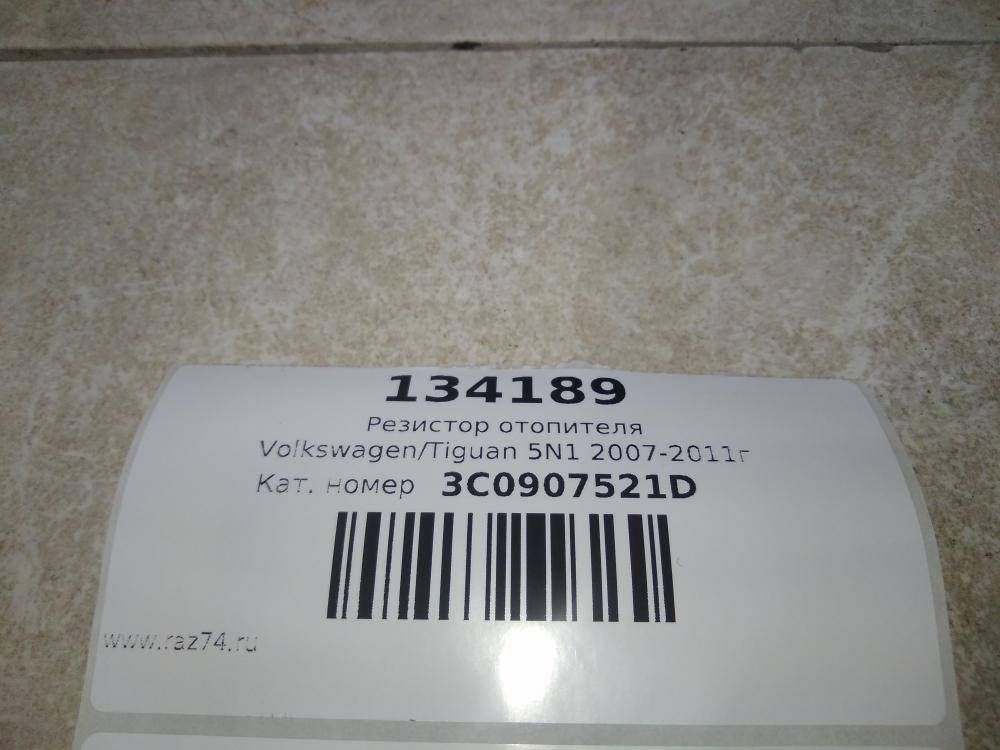 134189
Резистор отопителя
Volkswagen/Tiguan 5N1 2007-2011г
Кат. номер 3C0907521D
www.raz74.ru